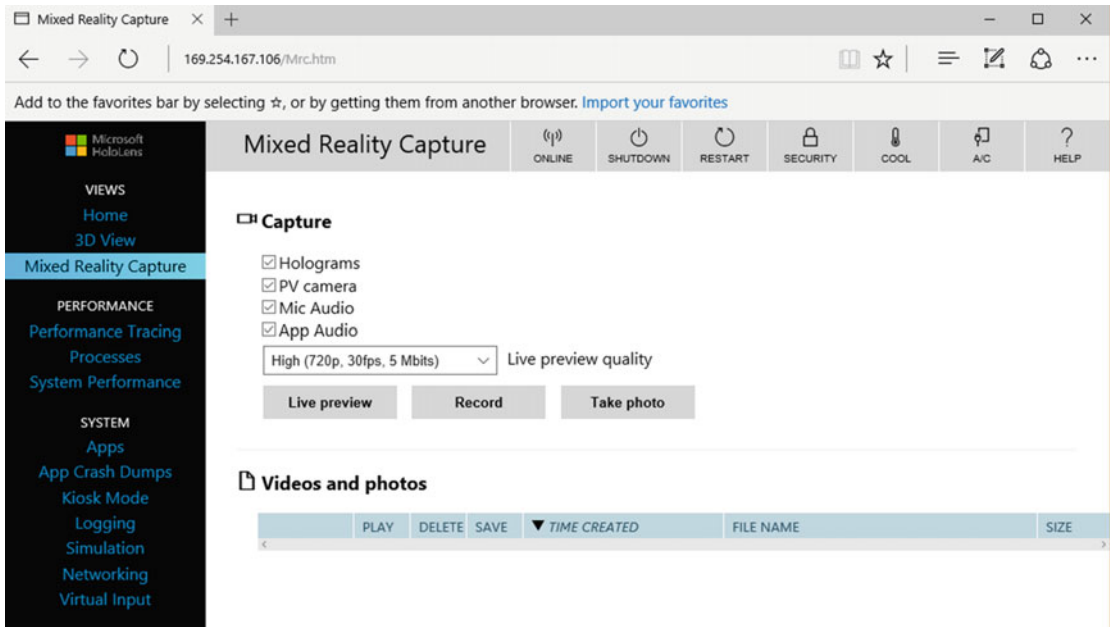 Mixed Reality Capture
169.254.167.106/Mrc.htm
Add to the favorites bar by selecting ☆, or by getting them from another browser. Import your favorites
Microsoft
HoloLens
Mixed Reality Capture
ONLINE
SHUTDOWN
RESTART
SECURITY
COOL
A/C
HELP
VIEWS
Home
3D View
Mixed Reality Capture
PERFORMANCE
Performance Tracing
Processes
System Performance
SYSTEM
Apps
App Crash Dumps
Kiosk Mode
Logging
Simulation
Networking
Virtual Input
Capture
Holograms
PV camera
Mic Audio
App Audio
High (720p, 30fps, 5 Mbits) Live preview quality
Live preview Record Take photo
Videos and photos
PLAY DELETE SAVE ▼ TIME CREATED FILE NAME SIZE